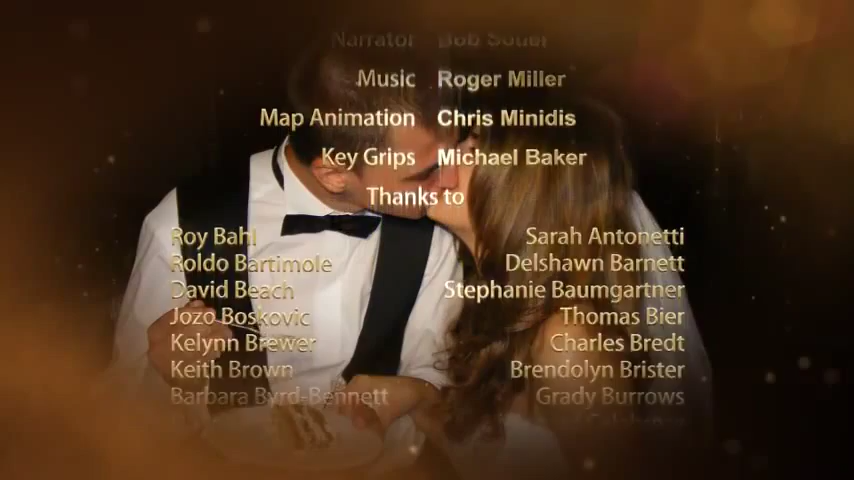 Narrator Bob Souer
Music Roger Miller
Map Animation Chris Minidis
Key Grips Michael Baker
Thanks to
Roy Bahl Sarah Antonetti
Roldo Bartimole Delshawn Barnett
David Beach Stephanie Baumgartner
Jozo Boskovic Thomas Bier
Kelynn Brewer Charles Bredt
Keith Brown Brendolyn Brister
Barbara Byrd-Bennett Grady Burrows